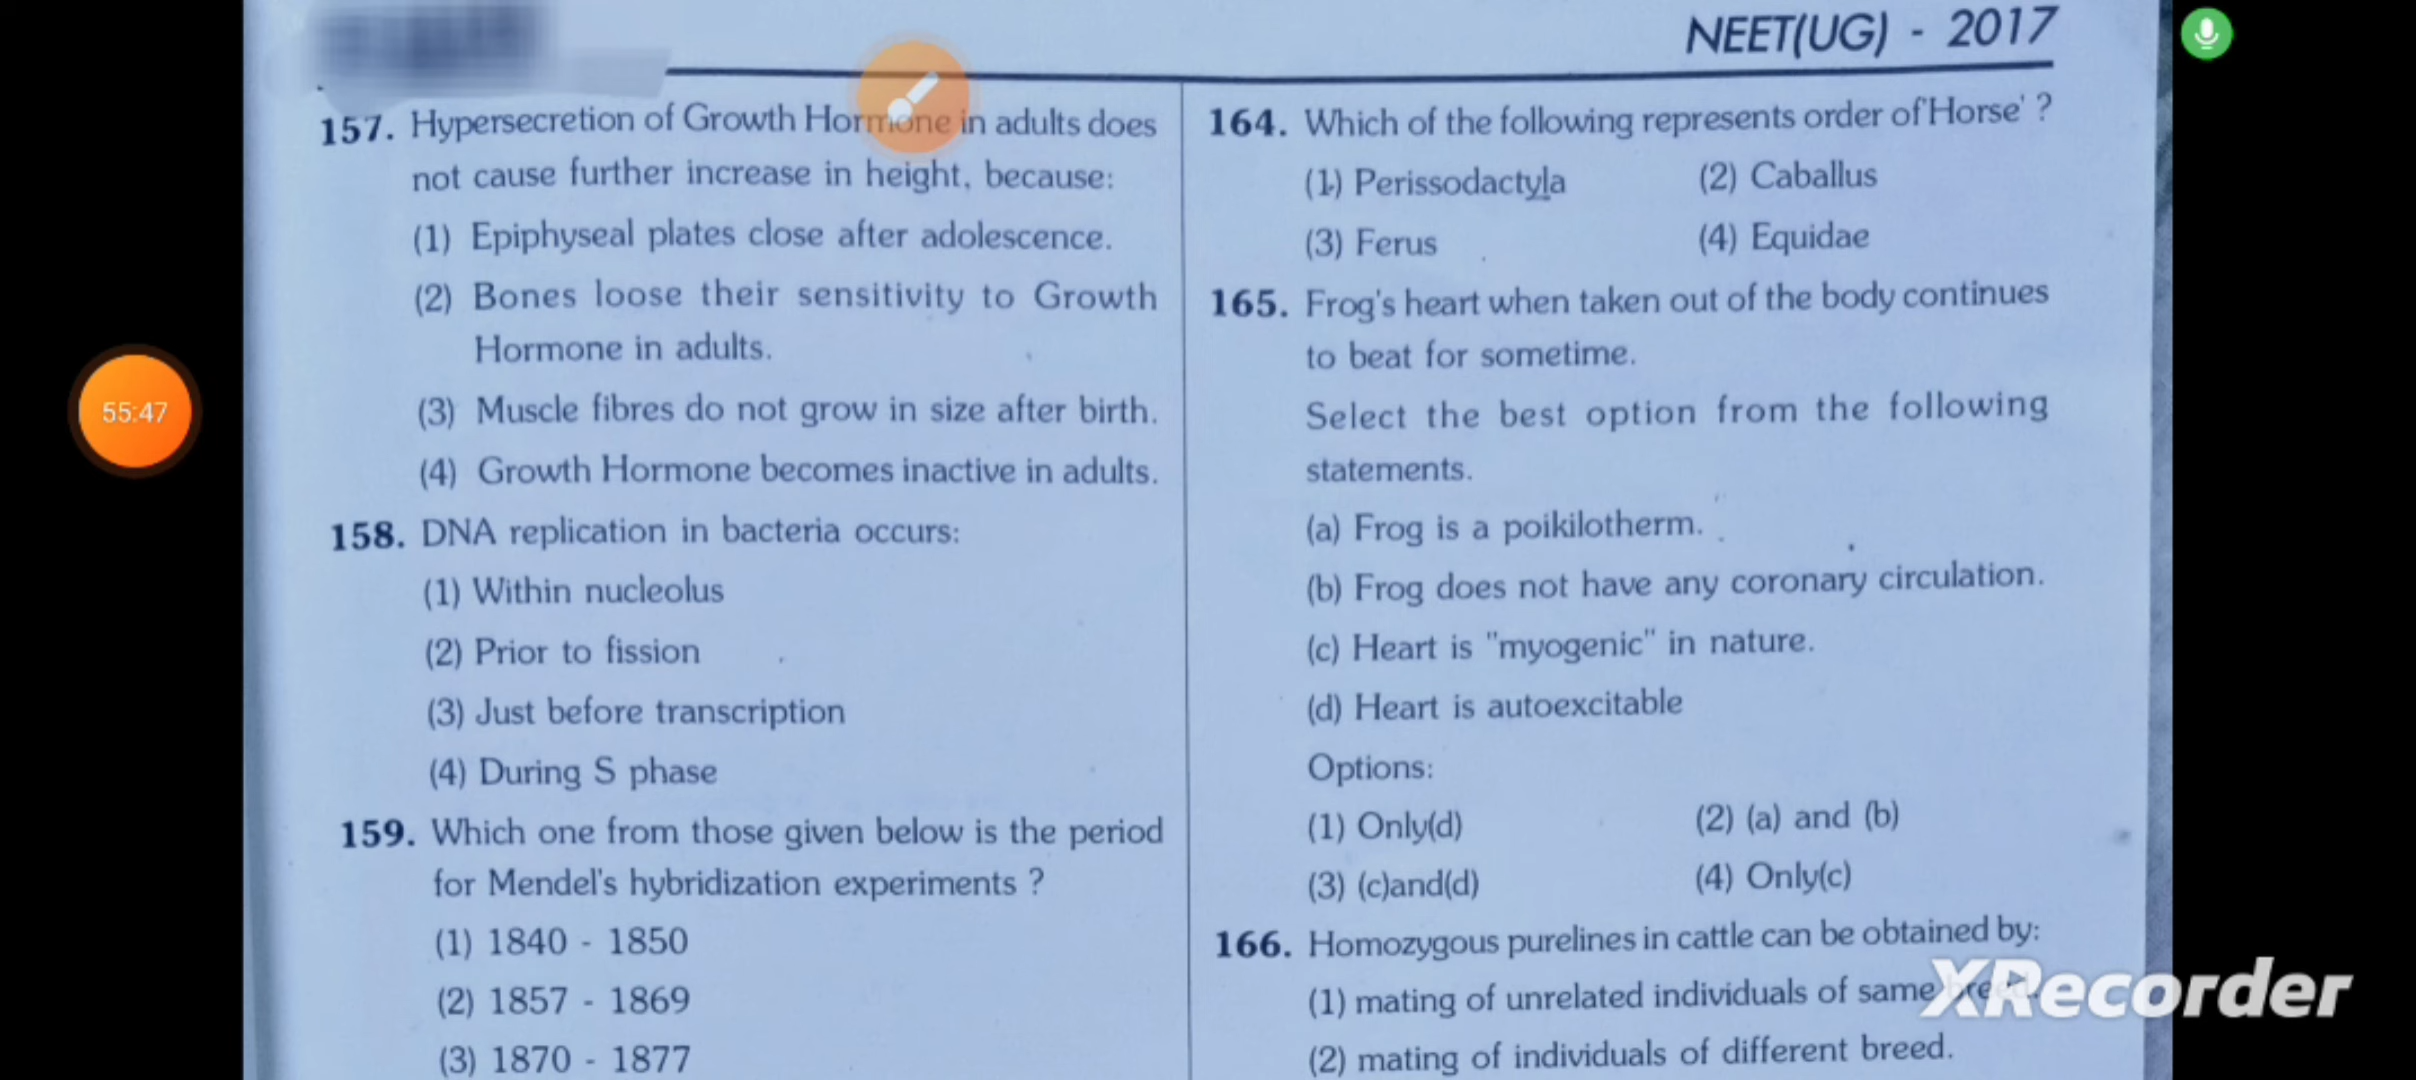 NEET(UG) - 2017
55:47
157. Hypersecretion of Growth Hormone in adults does
not cause further increase in height, because:
(1) Epiphyseal plates close after adolescence.
(2) Bones loose their sensitivity to Growth
Hormone in adults.
(3) Muscle fibres do not grow in size after birth.
(4) Growth Hormone becomes inactive in adults.
158. DNA replication in bacteria occurs:
(1) Within nucleolus
(2) Prior to fission
(3) Just before transcription
(4) During S phase
159. Which one from those given below is the period
for Mendel's hybridization experiments ?
(1) 1840 - 1850
(2) 1857 - 1869
(3) 1870 - 1877
164. Which of the following represents order of'Horse' ?
(1) Perissodactyla (2) Caballus
(3) Ferus (4) Equidae
165. Frog's heart when taken out of the body continues
to beat for sometime.
Select the best option from the following
statements.
(a) Frog is a poikilotherm.
(b) Frog does not have any coronary circulation.
(c) Heart is "myogenic" in nature.
(d) Heart is autoexcitable
Options:
(1) Only(d) (2) (a) and (b)
(3) (c)and(d) (4) Only(c)
166. Homozygous purelines in cattle can be obtained by:
(1) mating of unrelated individuals of same
(2) mating of individuals of different breed.
XRecorder